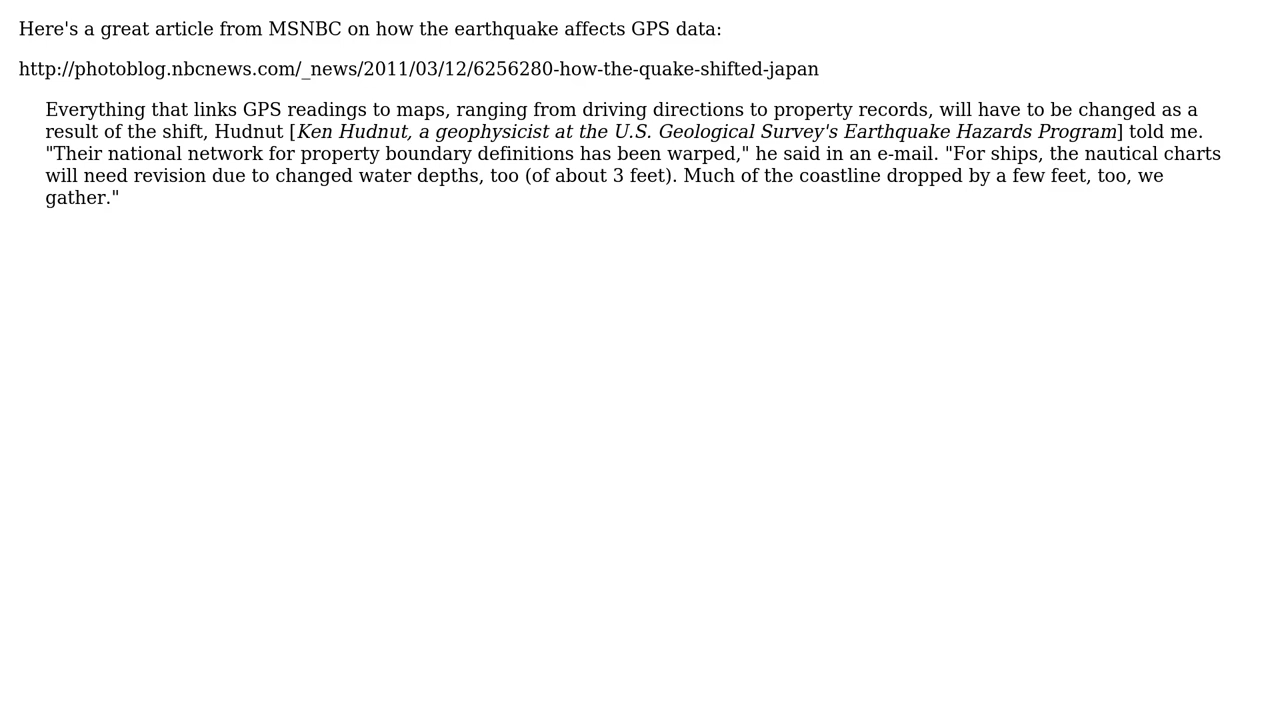 Here's a great article from MSNBC on how the earthquake affects GPS data:
http://photoblog.nbcnews.com/_news/2011/03/12/6256280-how-the-quake-shifted-japan
Everything that links GPS readings to maps, ranging from driving directions to property records, will have to be changed as a
result of the shift, Hudnut [Ken Hudnut, a geophysicist at the U.S. Geological Survey's Earthquake Hazards Program] told me.
"Their national network for property boundary definitions has been warped," he said in an e-mail. "For ships, the nautical charts
will need revision due to changed water depths, too (of about 3 feet). Much of the coastline dropped by a few feet, too, we
gather."